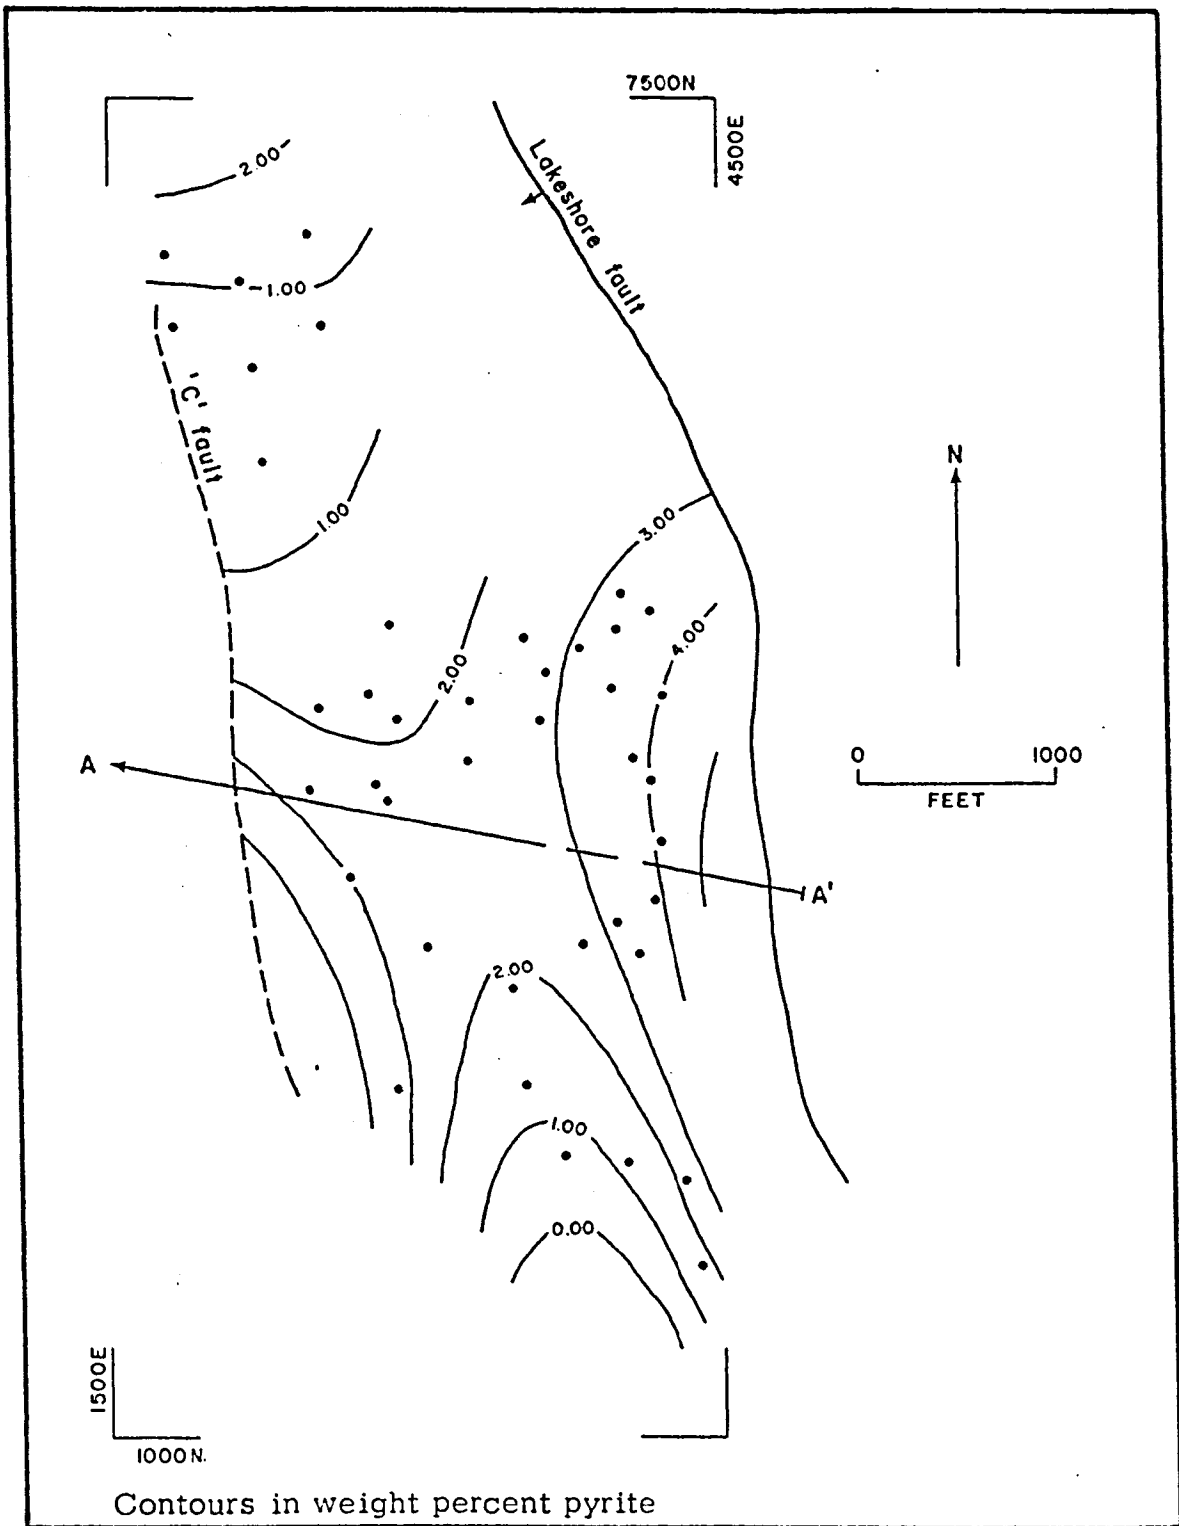 7500N
4500E
2.00
Lakeshore fault
1.00
'C' fault
1.00
3.00
N
4.00
2.00
A
0 1000
FEET
A'
2.00
1.00
0.00
1500E
1000N.
Contours in weight percent pyrite